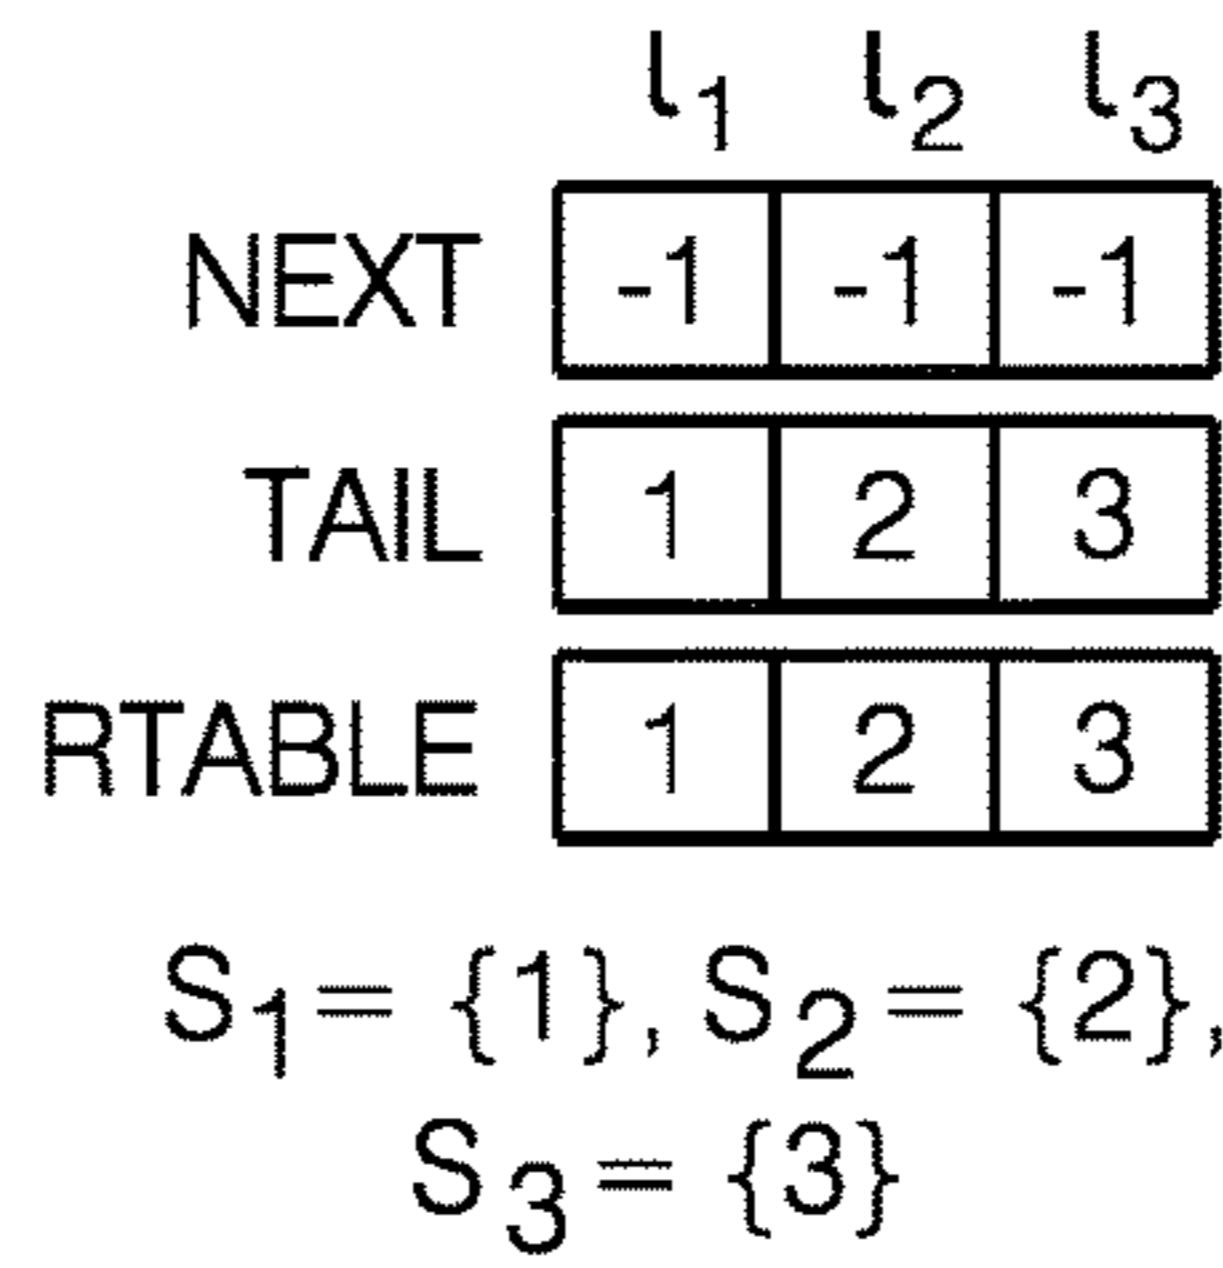 l₁ l₂ l₃
NEXT -1 -1 -1
TAIL 1 2 3
RTABLE 1 2 3
S₁= {1}, S₂= {2},
S₃= {3}